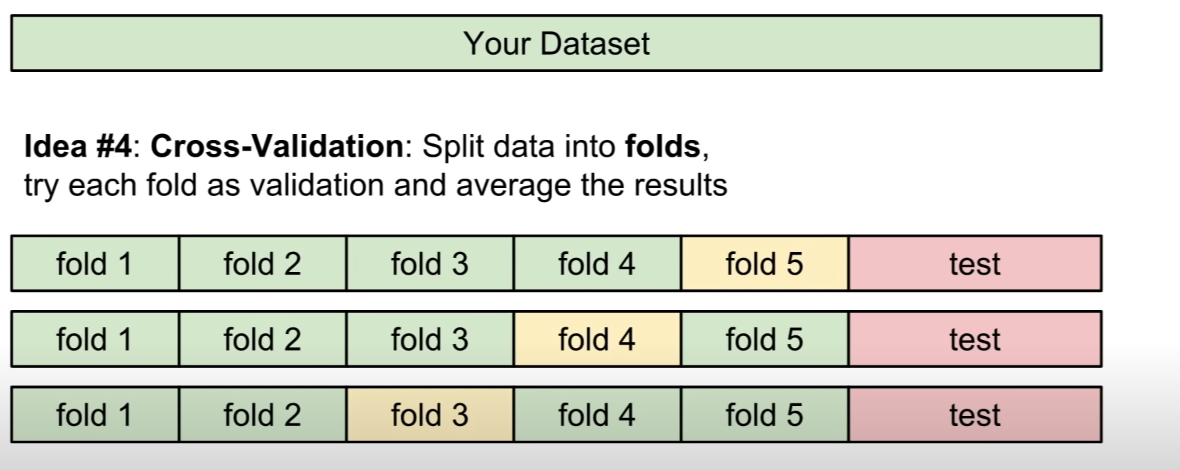 Your Dataset
Idea #4: Cross-Validation: Split data into folds,
try each fold as validation and average the results
fold 1 fold 2 fold 3 fold 4 fold 5 test
fold 1 fold 2 fold 3 fold 4 fold 5 test
fold 1 fold 2 fold 3 fold 4 fold 5 test